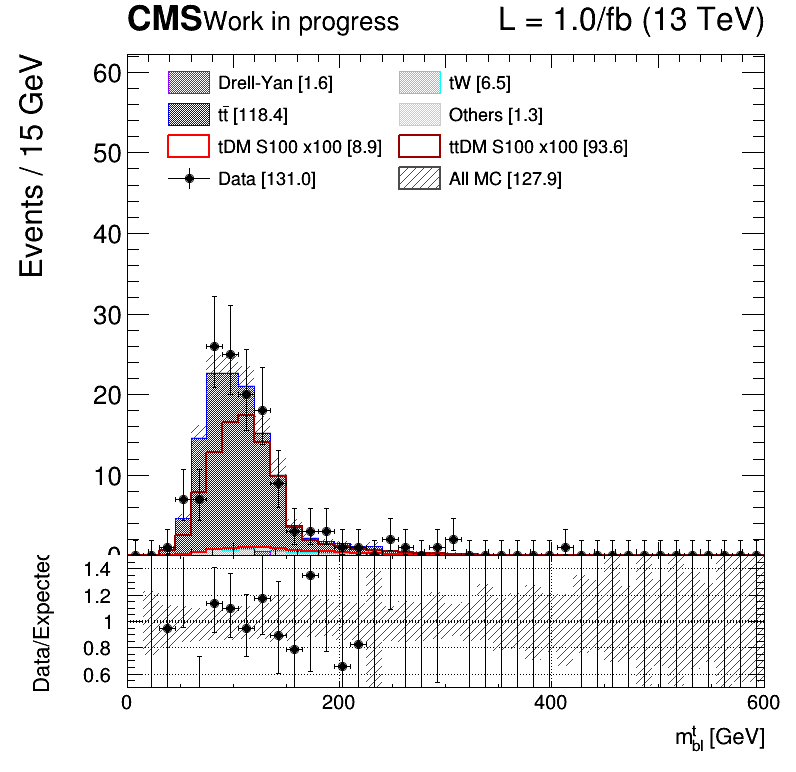 CMS Work in progress L = 1.0/fb (13 TeV)
Events / 15 GeV
60
50
40
30
20
10
0
Drell-Yan [1.6] tW [6.5]
tt̄ [118.4] Others [1.3]
tDM S100 x100 [8.9] ttDM S100 x100 [93.6]
Data [131.0] All MC [127.9]
Data/Expected
1.4
1.2
1
0.8
0.6
0 200 400 600
m^t_bl [GeV]